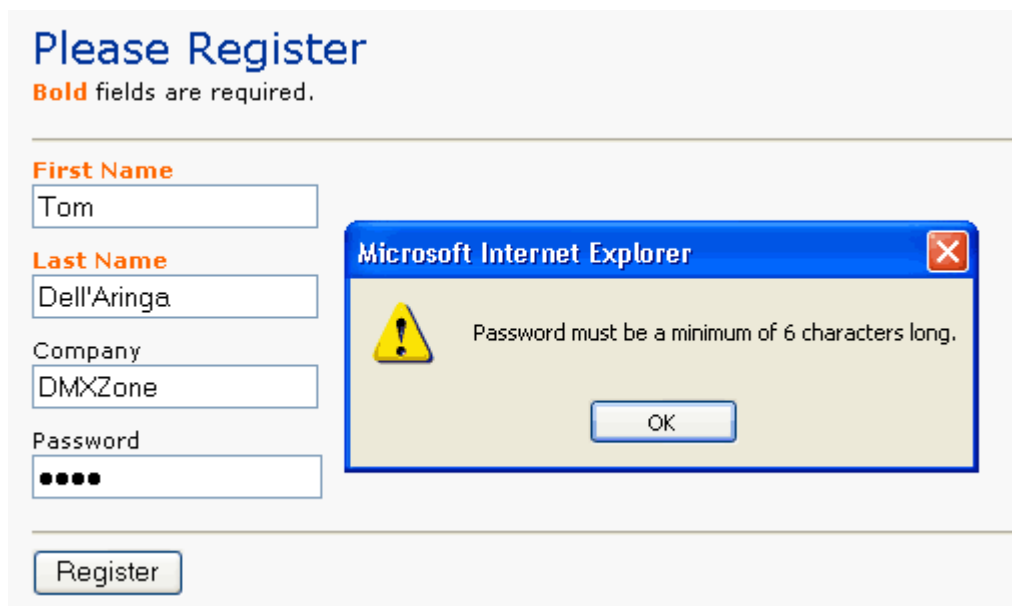 Please Register
Bold fields are required.
First Name
Tom
Last Name
Dell'Aringa
Company
DMXZone
Password
••••
Register
Microsoft Internet Explorer
Password must be a minimum of 6 characters long.
OK